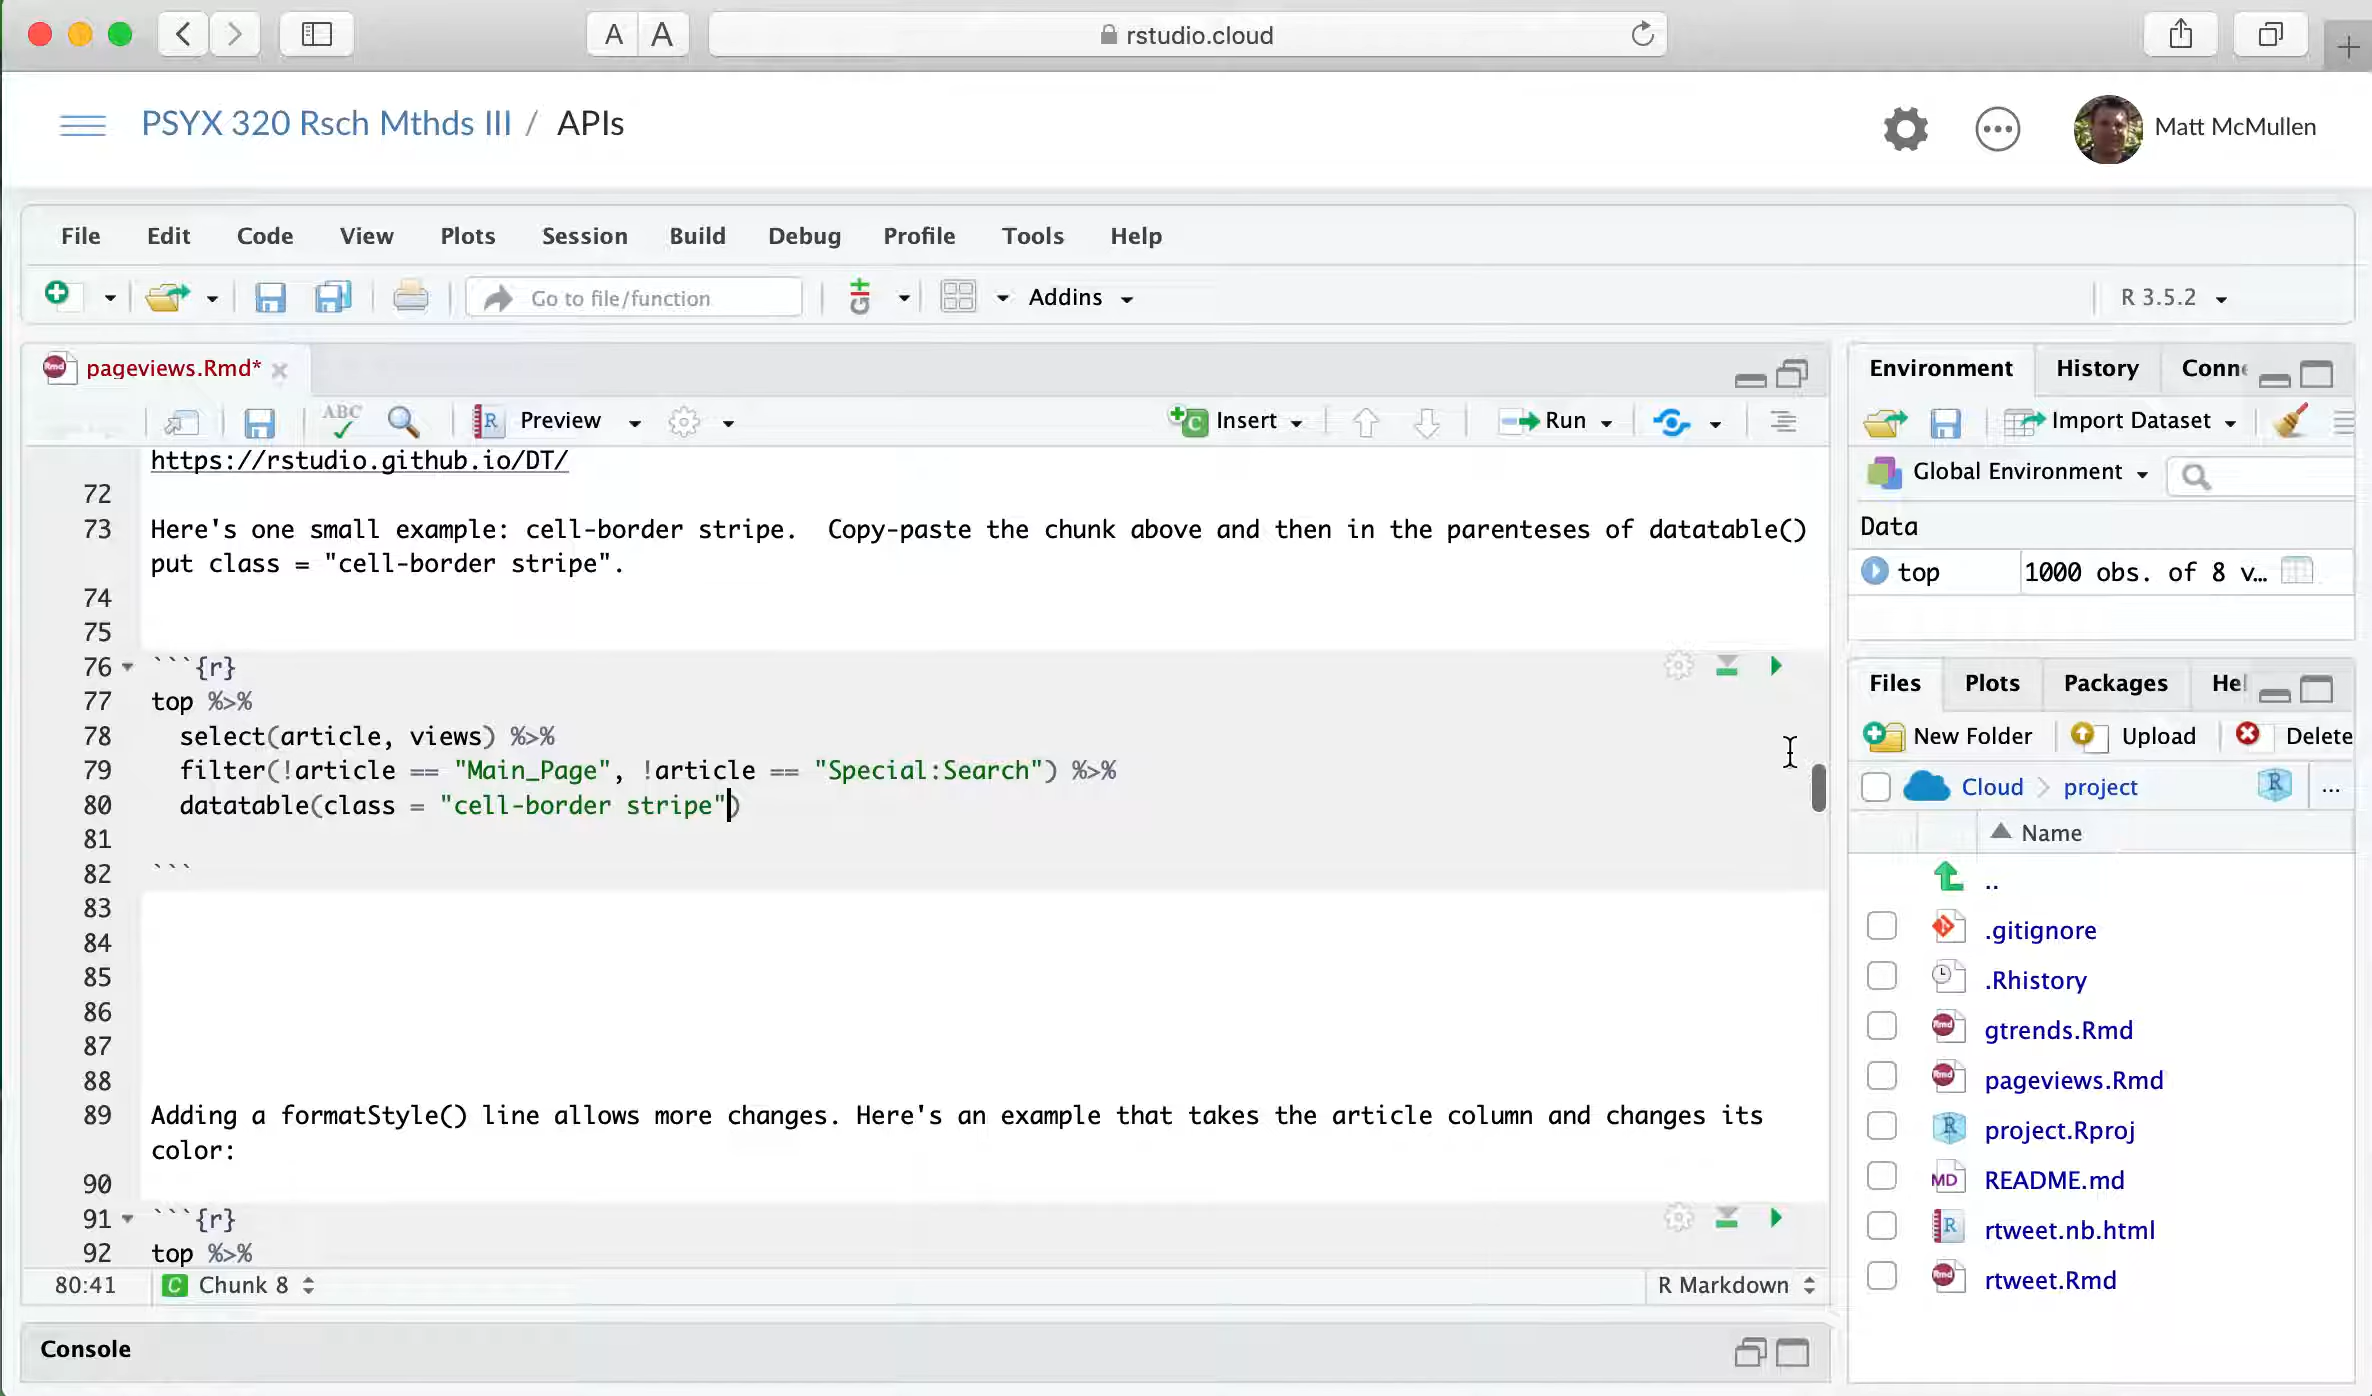 A A rstudio.cloud
PSYX 320 Rsch Mthds III / APIs Matt McMullen
File Edit Code View Plots Session Build Debug Profile Tools Help
Go to file/function Addins R 3.5.2
pageviews.Rmd*
ABC Preview Insert Run
https://rstudio.github.io/DT/
72
73 Here's one small example: cell-border stripe.  Copy-paste the chunk above and then in the parenteses of datatable()
put class = "cell-border stripe".
74
75
76 ```{r}
77 top %>%
78 select(article, views) %>%
79 filter(!article == "Main_Page", !article == "Special:Search") %>%
80 datatable(class = "cell-border stripe")
81
82 ```
83
84
85
86
87
88
89 Adding a formatStyle() line allows more changes. Here's an example that takes the article column and changes its
color:
90
91 ```{r}
92 top %>%
80:41 C Chunk 8 R Markdown
Console
Environment History Conne
Import Dataset
Global Environment
Data
top 1000 obs. of 8 v…
Files Plots Packages Hel
New Folder Upload Delete
Cloud project R ...
Name
..
.gitignore
.Rhistory
gtrends.Rmd
pageviews.Rmd
project.Rproj
MD README.md
rtweet.nb.html
rtweet.Rmd